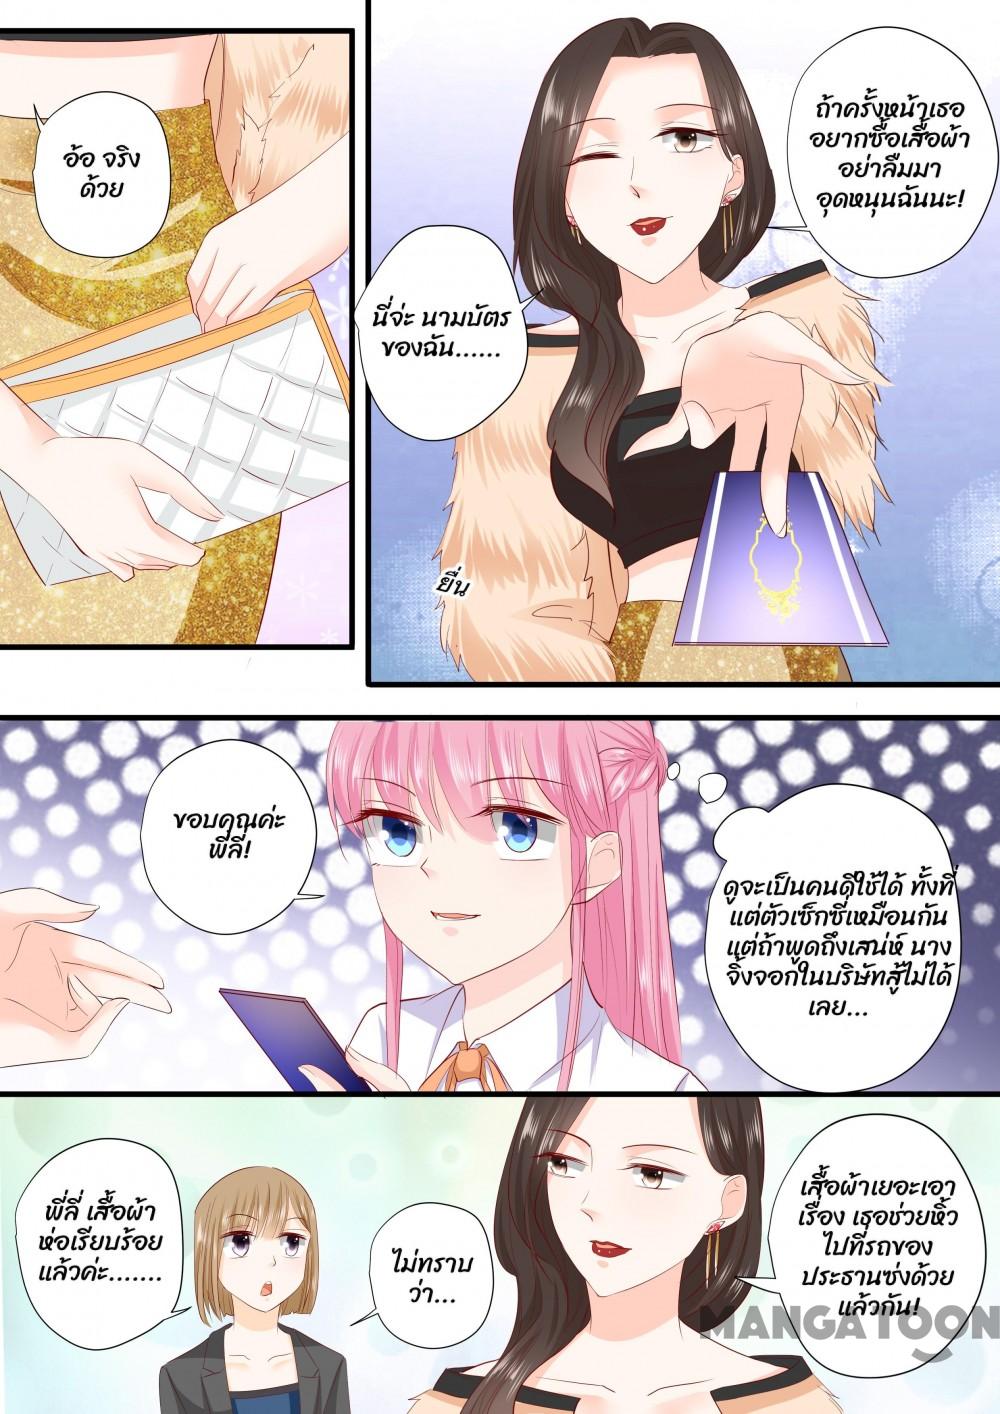 อ้อ จริง
ด้วย
ถ้าครั้งหน้าเธอ
อยากซื้อเสื้อผ้า
อย่าลืมมา
อุดหนุนฉันนะ!
นี่จ่ะ นามบัตร
ของฉัน......
ยื่น
ขอบคุณค่ะ
พี่ลี่!
ดูจะเป็นคนดีใช้ได้ ทั้งที่
แต่ตัวเซ็กซี่เหมือนกัน
แต่ถ้าพูดถึงเสน่ห์ นาง
จิ้งจอกในบริษัทสู้ไม่ได้
เลย...
พี่ลี่ เสื้อผ้า
ห่อเรียบร้อย
แล้วค่ะ.......
ไม่ทราบ
ว่า...
เสื้อผ้าเยอะเอา
เรื่อง เธอช่วยหิ้ว
ไปที่รถของ
ประธานซ่งด้วย
แล้วกัน!
MANGATOON